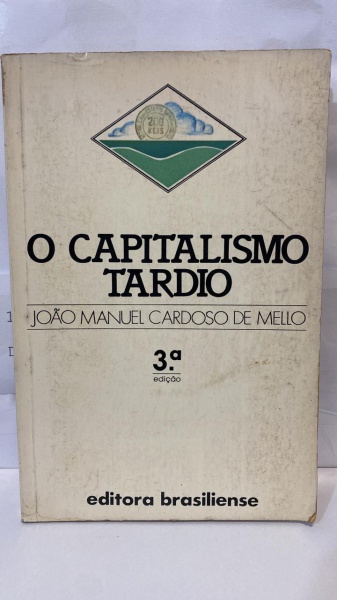 200
REIS
O CAPITALISMO
TARDIO
JOÃO MANUEL CARDOSO DE MELLO
3.ª
edição
editora brasiliense